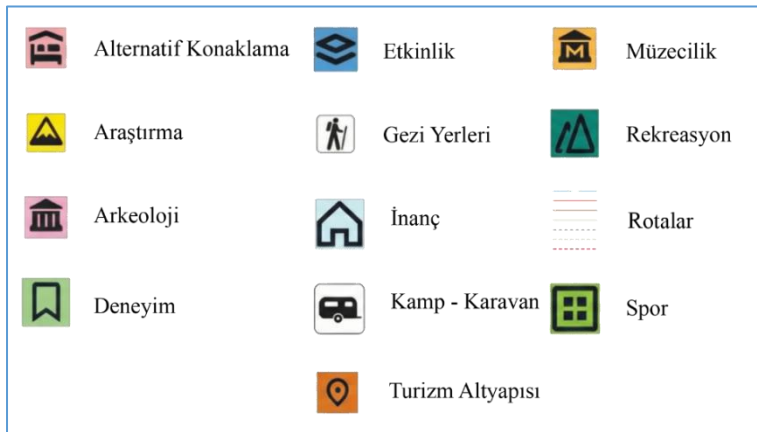 Alternatif Konaklama
Etkinlik
Müzecilik
Araştırma
Gezi Yerleri
Rekreasyon
Arkeoloji
İnanç
Rotalar
Deneyim
Kamp - Karavan
Spor
Turizm Altyapısı